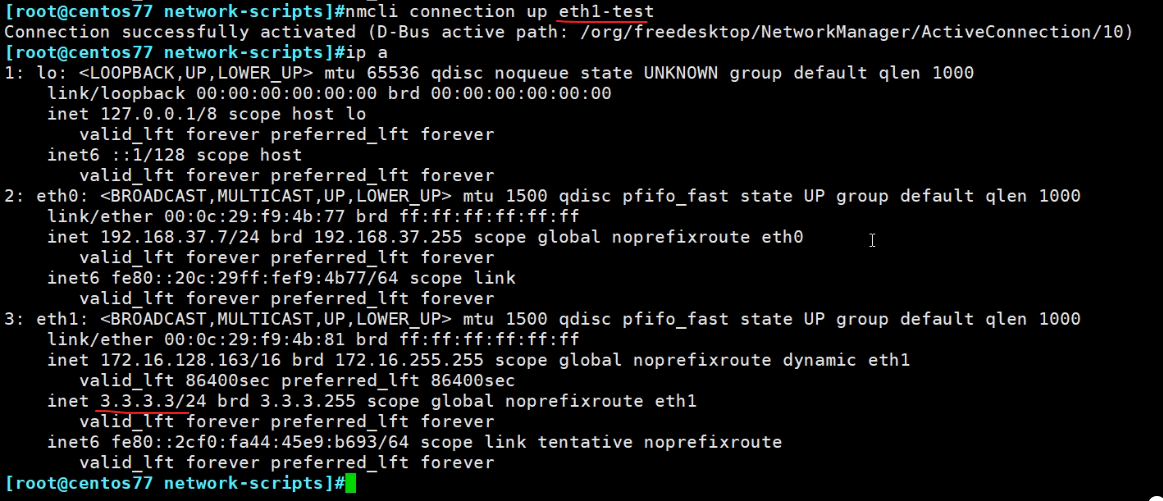 [root@centos77 network-scripts]#nmcli connection up eth1-test
Connection successfully activated (D-Bus active path: /org/freedesktop/NetworkManager/ActiveConnection/10)
[root@centos77 network-scripts]#ip a
1: lo: <LOOPBACK,UP,LOWER_UP> mtu 65536 qdisc noqueue state UNKNOWN group default qlen 1000
    link/loopback 00:00:00:00:00:00 brd 00:00:00:00:00:00
    inet 127.0.0.1/8 scope host lo
       valid_lft forever preferred_lft forever
    inet6 ::1/128 scope host
       valid_lft forever preferred_lft forever
2: eth0: <BROADCAST,MULTICAST,UP,LOWER_UP> mtu 1500 qdisc pfifo_fast state UP group default qlen 1000
    link/ether 00:0c:29:f9:4b:77 brd ff:ff:ff:ff:ff:ff
    inet 192.168.37.7/24 brd 192.168.37.255 scope global noprefixroute eth0
       valid_lft forever preferred_lft forever
    inet6 fe80::20c:29ff:fef9:4b77/64 scope link
       valid_lft forever preferred_lft forever
3: eth1: <BROADCAST,MULTICAST,UP,LOWER_UP> mtu 1500 qdisc pfifo_fast state UP group default qlen 1000
    link/ether 00:0c:29:f9:4b:81 brd ff:ff:ff:ff:ff:ff
    inet 172.16.128.163/16 brd 172.16.255.255 scope global noprefixroute dynamic eth1
       valid_lft 86400sec preferred_lft 86400sec
    inet 3.3.3.3/24 brd 3.3.3.255 scope global noprefixroute eth1
       valid_lft forever preferred_lft forever
    inet6 fe80::2cf0:fa44:45e9:b693/64 scope link tentative noprefixroute
       valid_lft forever preferred_lft forever
[root@centos77 network-scripts]#